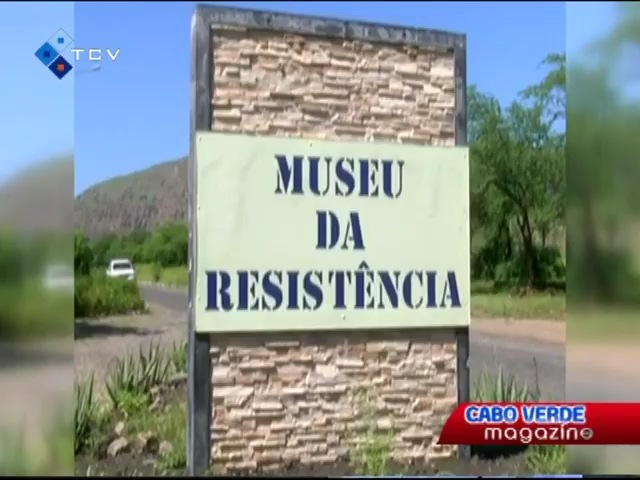 TCV
MUSEU
DA
RESISTÊNCIA
CABO VERDE
magazine